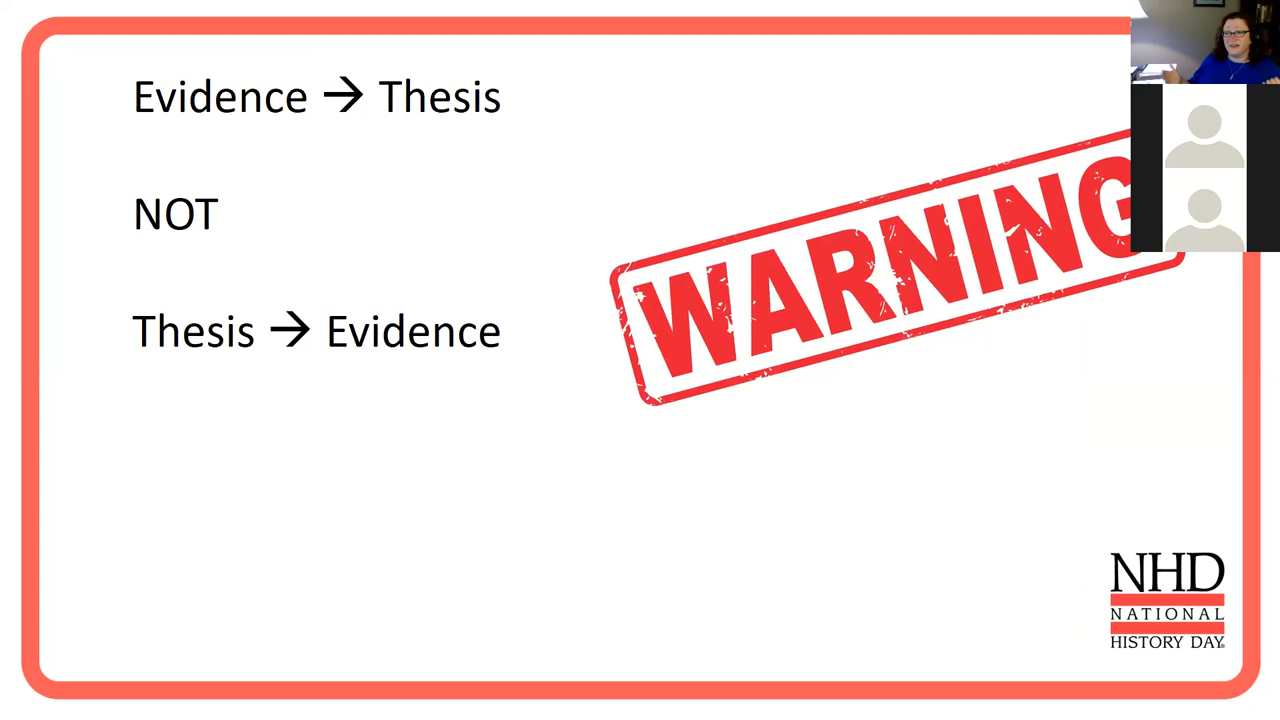 Evidence → Thesis
NOT
Thesis → Evidence
WARNING
NHD
NATIONAL
HISTORY DAY®